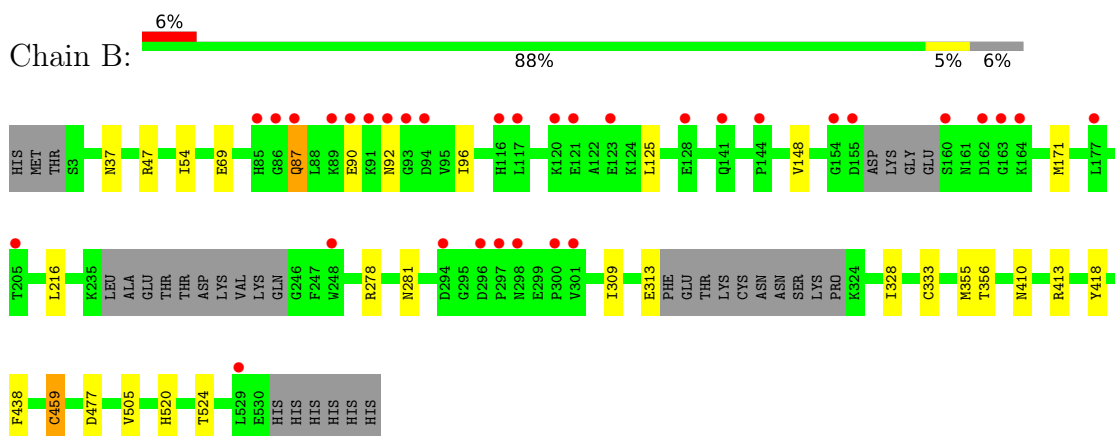 6%
Chain B:
88% 5% 6%
HIS MET THR S3 N37 R47 I54 E69 H85 G86 Q87 L88 K89 E90 K91 N92 G93 D94 V95 I96 H116 L117 K120 E121 A122 E123 K124 L125 E128 Q141 P144 V148 G154 D155 ASP LYS GLY GLU S160 N161 D162 G163 K164 M171 L177
T205 L216 K235 LEU ALA GLU THR THR ASP LYS VAL LYS GLN G246 F247 W248 R278 N281 D294 G295 D296 P297 N298 E299 P300 V301 I309 E313 PHE GLU THR LYS CYS ASN ASN SER LYS PRO K324 I328 C333 M355 T356 N410 R413 Y418
F438 C459 D477 V505 H520 T524 L529 E530 HIS HIS HIS HIS HIS HIS